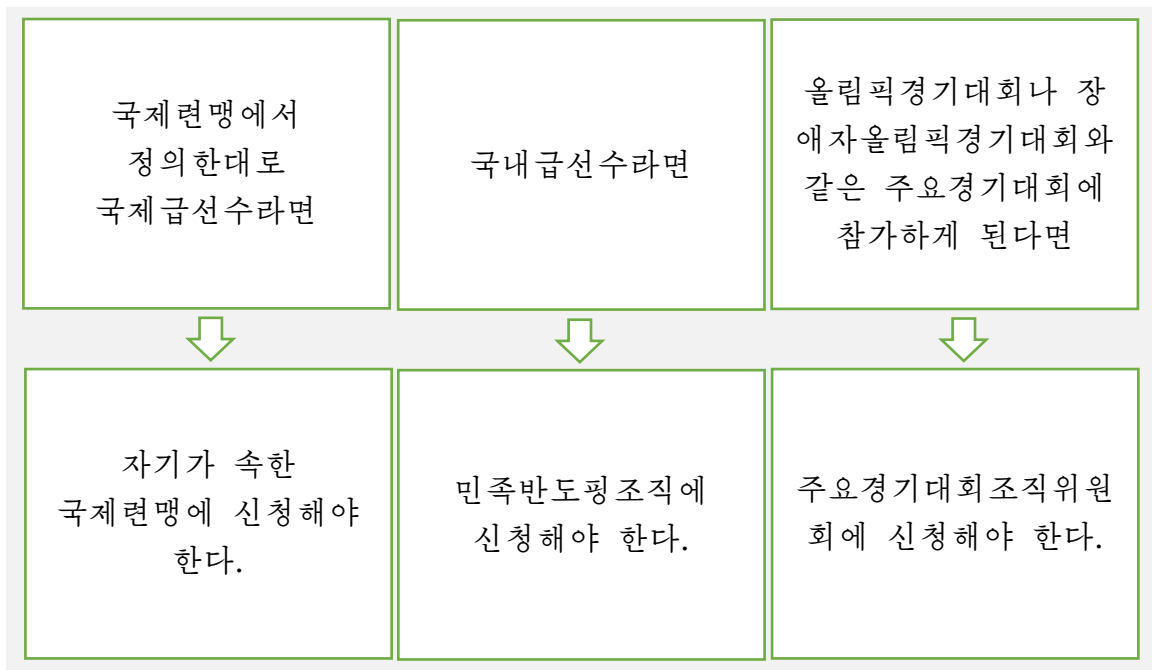 국제련맹에서
정의한대로
국제급선수라면
국내급선수라면
올림픽경기대회나 장
애자올림픽경기대회와
같은 주요경기대회에
참가하게 된다면
자기가 속한
국제련맹에 신청해야
한다.
민족반도핑조직에
신청해야 한다.
주요경기대회조직위원
회에 신청해야 한다.